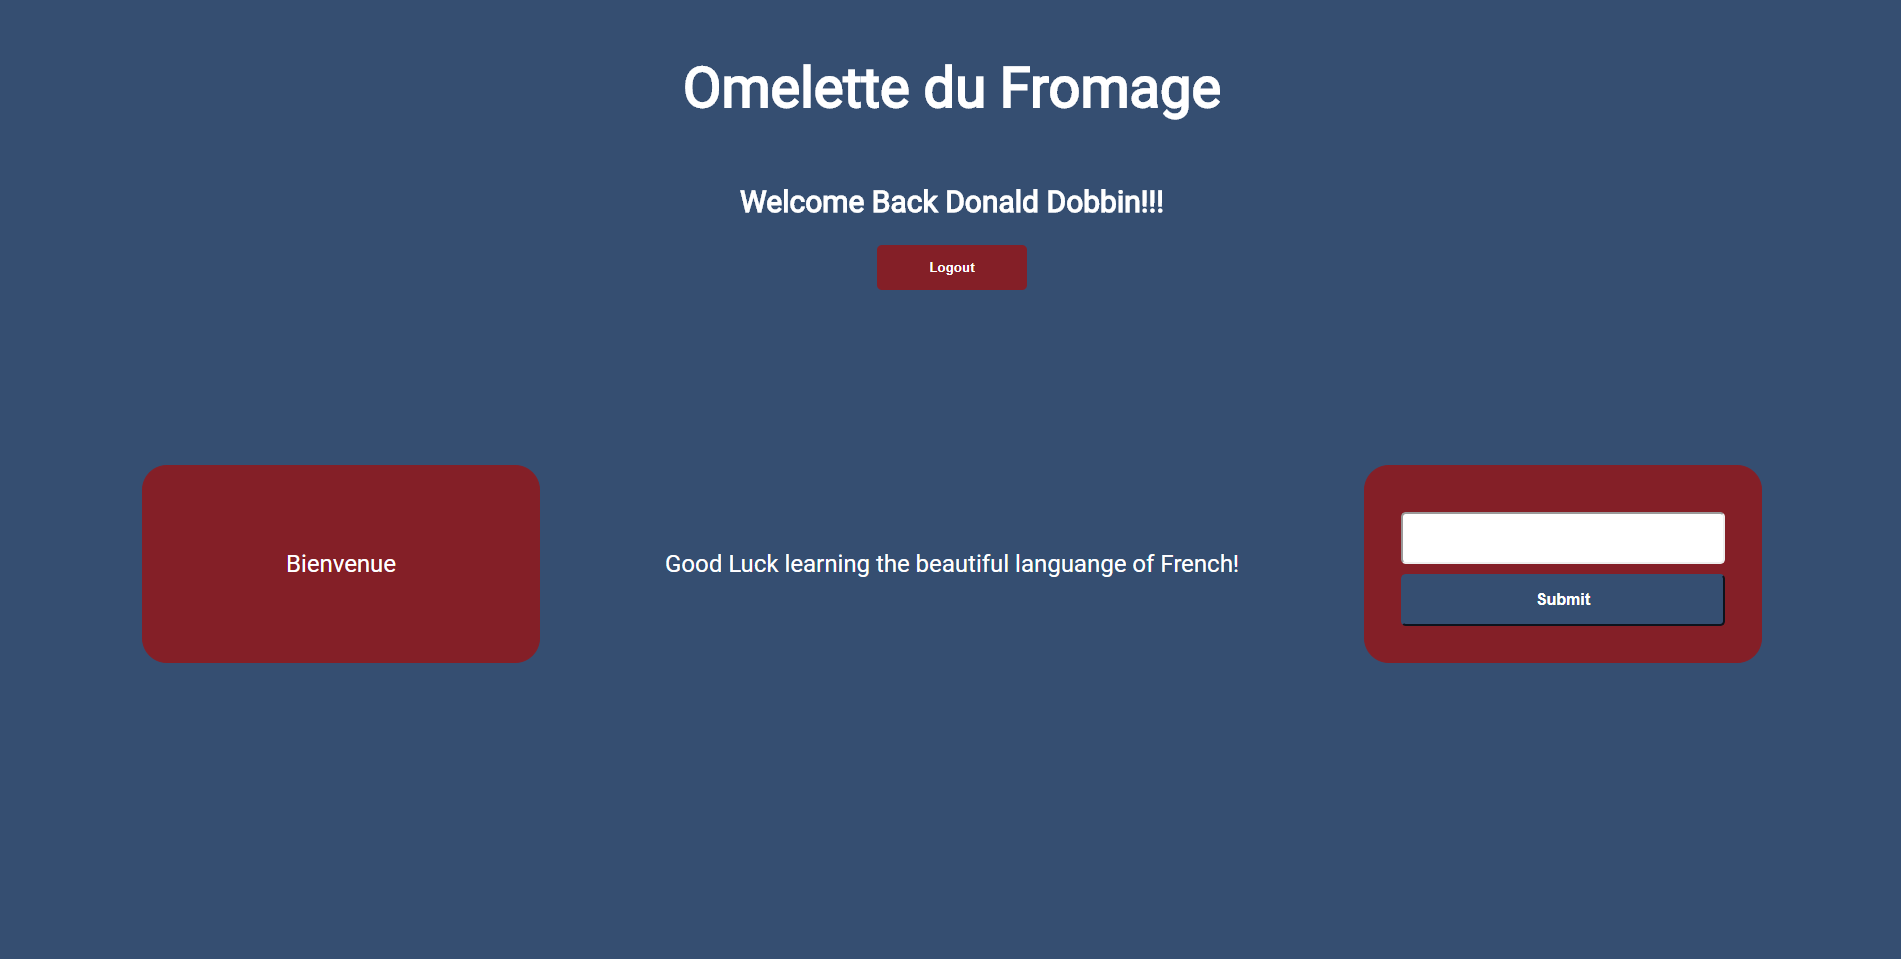 Omelette du Fromage
Welcome Back Donald Dobbin!!!
Logout
Bienvenue
Good Luck learning the beautiful languange of French!
Submit